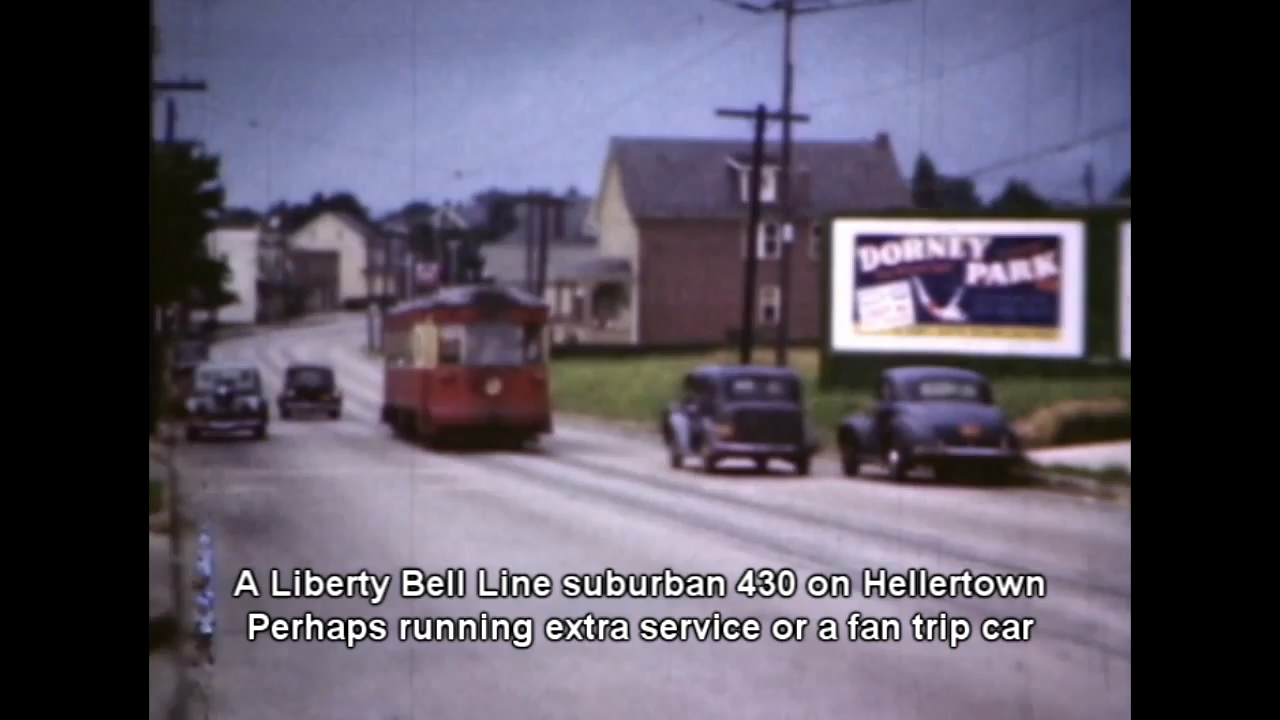 DORNEY
PARK
A Liberty Bell Line suburban 430 on Hellertown
Perhaps running extra service or a fan trip car